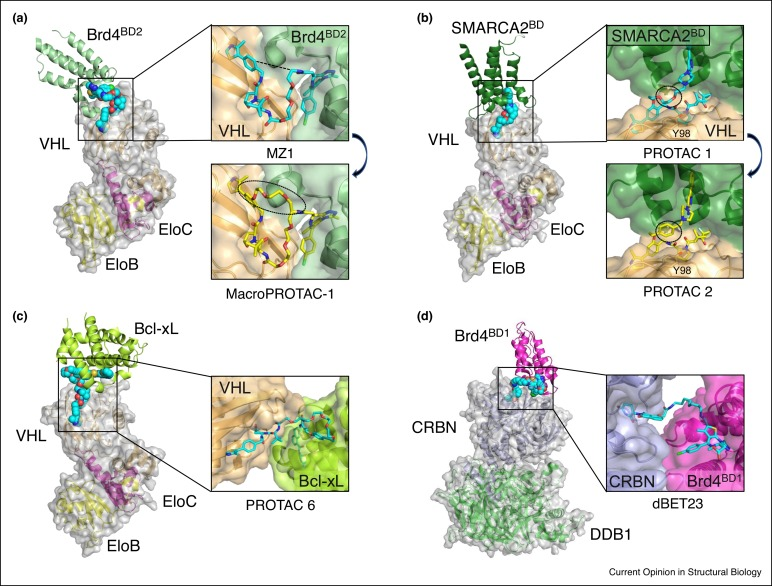 (a)
Brd4BD2
Brd4BD2
VHL
VHL
MZ1
EloC
EloB
MacroPROTAC-1
(b)
SMARCA2BD
SMARCA2BD
VHL
Y98
VHL
PROTAC 1
EloC
EloB
Y98
PROTAC 2
(c)
Bcl-xL
VHL
VHL
Bcl-xL
PROTAC 6
EloC
EloB
(d)
Brd4BD1
CRBN
CRBN
Brd4BD1
dBET23
DDB1
Current Opinion in Structural Biology